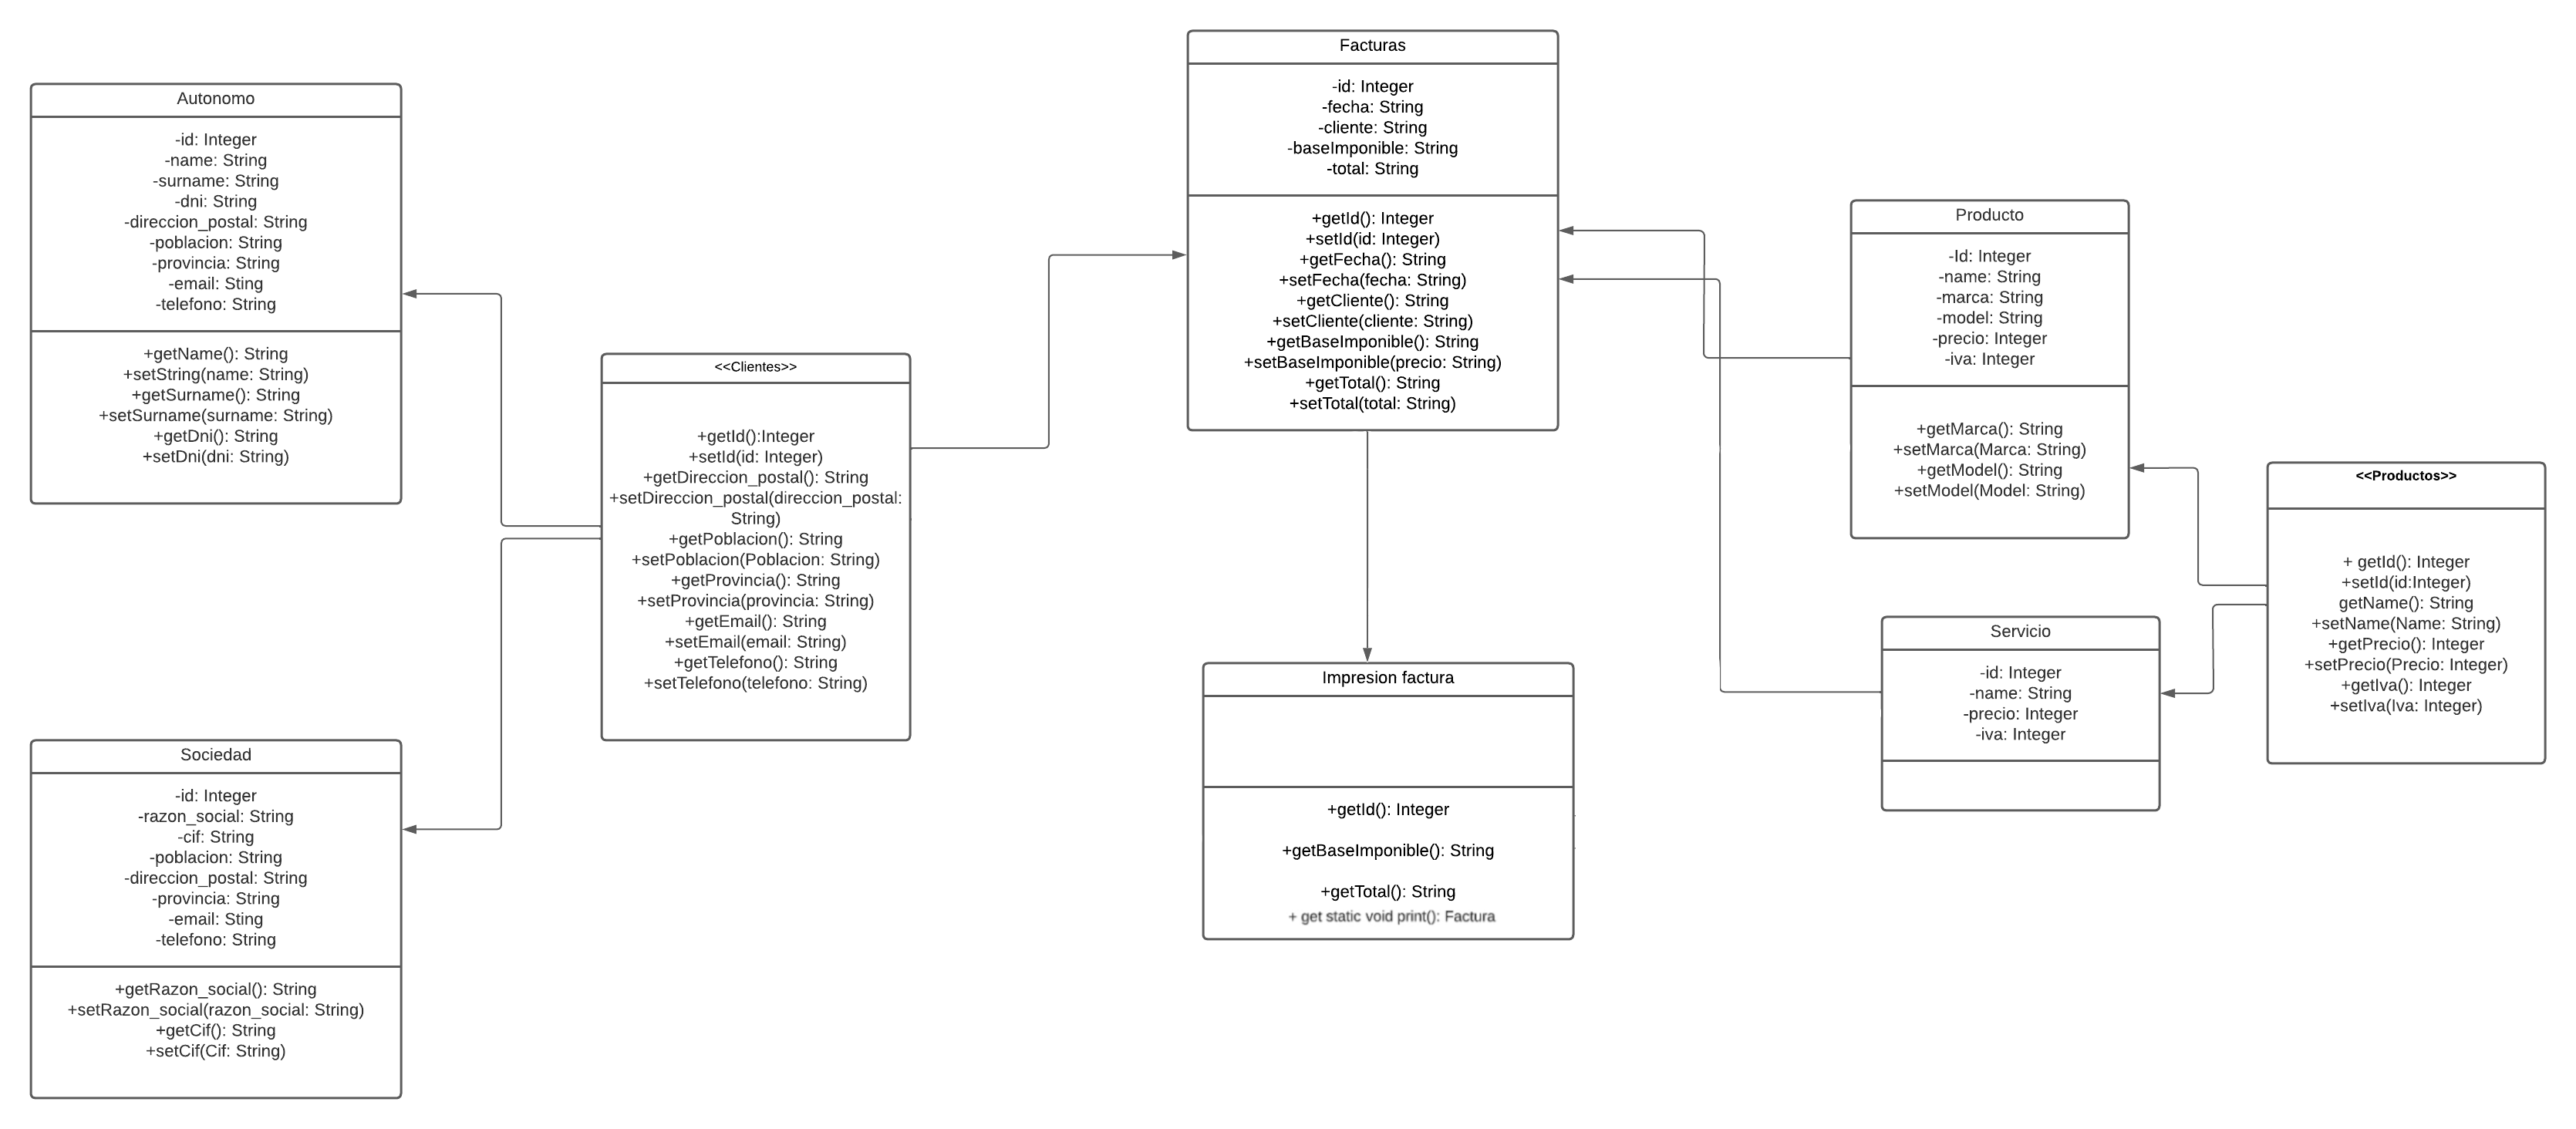 Autonomo
-id: Integer
-name: String
-surname: String
-dni: String
-direccion_postal: String
-poblacion: String
-provincia: String
-email: Sting
-telefono: String
+getName(): String
+setString(name: String)
+getSurname(): String
+setSurname(surname: String)
+getDni(): String
+setDni(dni: String)
Sociedad
-id: Integer
-razon_social: String
-cif: String
-poblacion: String
-direccion_postal: String
-provincia: String
-email: Sting
-telefono: String
+getRazon_social(): String
+setRazon_social(razon_social: String)
+getCif(): String
+setCif(Cif: String)
<<Clientes>>
+getId():Integer
+setId(id: Integer)
+getDireccion_postal(): String
+setDireccion_postal(direccion_postal:
String)
+getPoblacion(): String
+setPoblacion(Poblacion: String)
+getProvincia(): String
+setProvincia(provincia: String)
+getEmail(): String
+setEmail(email: String)
+getTelefono(): String
+setTelefono(telefono: String)
Facturas
-id: Integer
-fecha: String
-cliente: String
-baseImponible: String
-total: String
+getId(): Integer
+setId(id: Integer)
+getFecha(): String
+setFecha(fecha: String)
+getCliente(): String
+setCliente(cliente: String)
+getBaseImponible(): String
+setBaseImponible(precio: String)
+getTotal(): String
+setTotal(total: String)
Impresion factura
+getId(): Integer
+getBaseImponible(): String
+getTotal(): String
+ get static void print(): Factura
Producto
-Id: Integer
-name: String
-marca: String
-model: String
-precio: Integer
-iva: Integer
+getMarca(): String
+setMarca(Marca: String)
+getModel(): String
+setModel(Model: String)
Servicio
-id: Integer
-name: String
-precio: Integer
-iva: Integer
<<Productos>>
+ getId(): Integer
+setId(id:Integer)
getName(): String
+setName(Name: String)
+getPrecio(): Integer
+setPrecio(Precio: Integer)
+getIva(): Integer
+setIva(Iva: Integer)